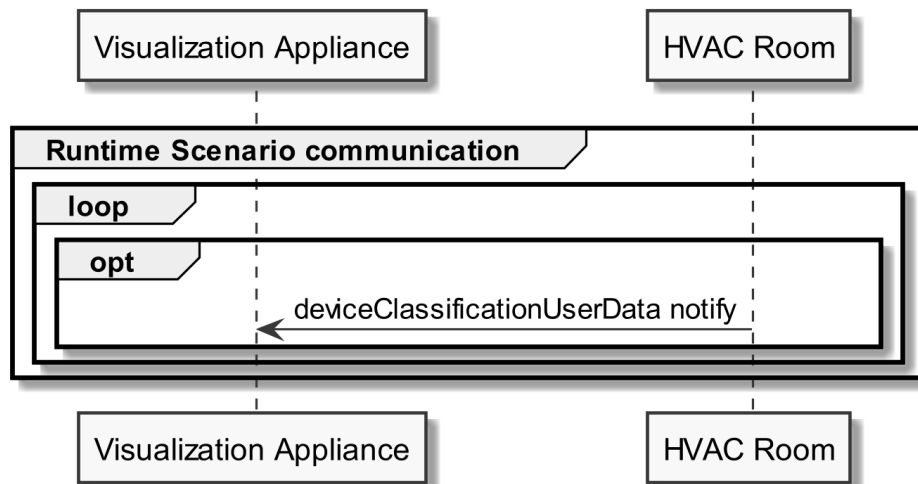 Visualization Appliance
HVAC Room
Runtime Scenario communication
loop
opt
deviceClassificationUserData notify
Visualization Appliance
HVAC Room